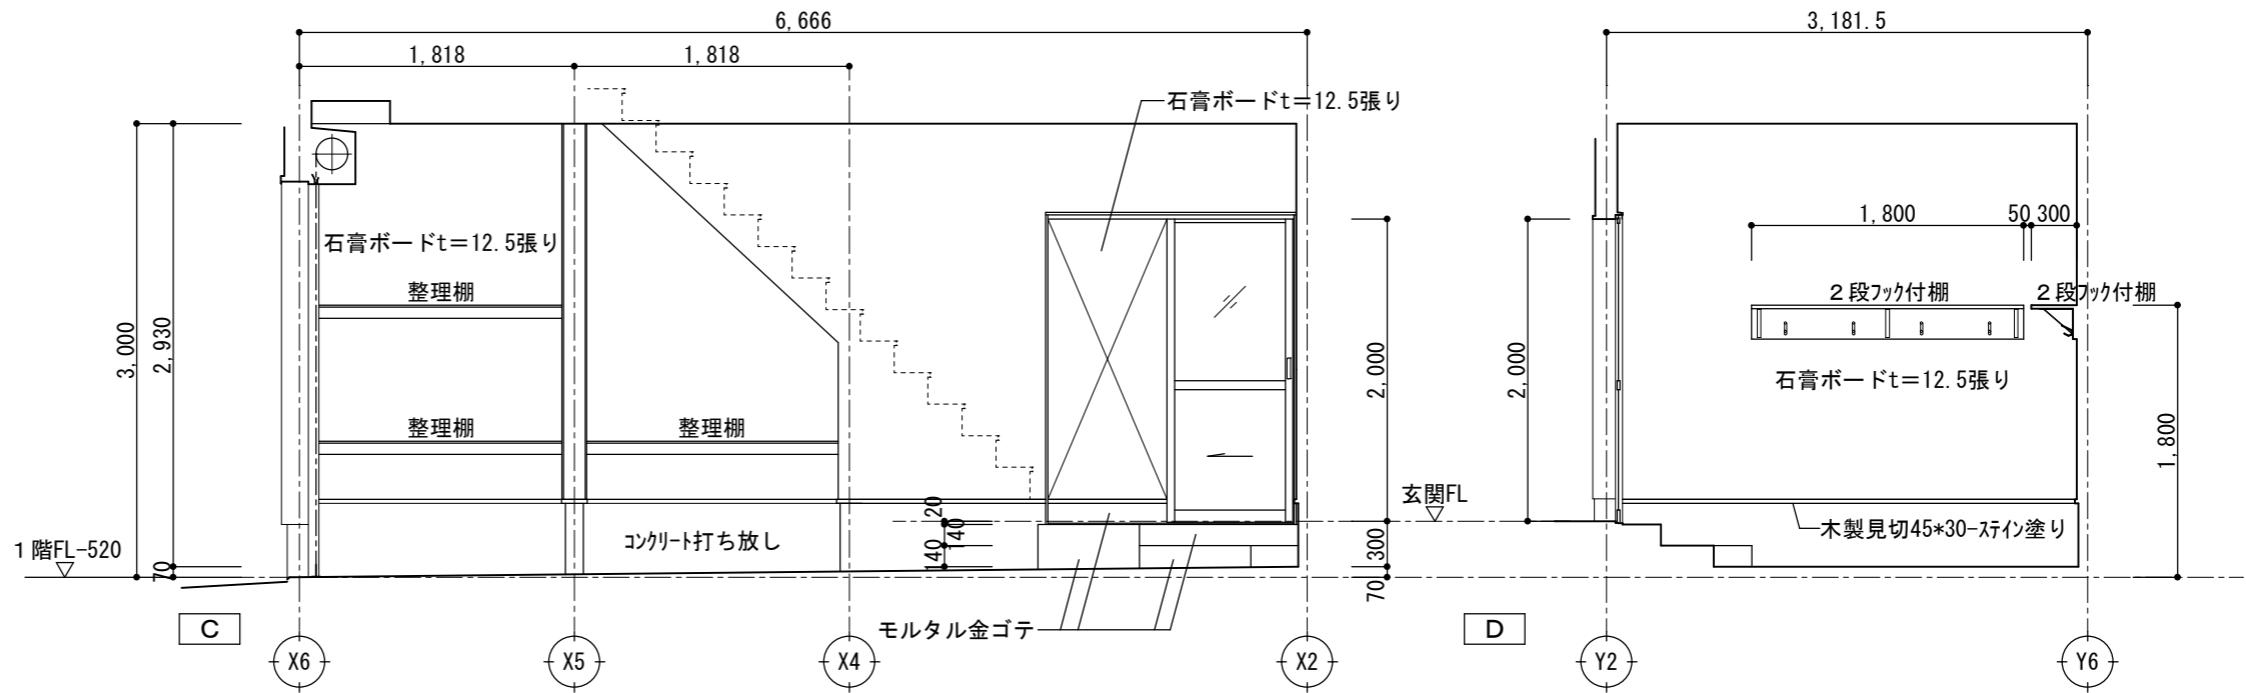 6,666
3,181.5
1,818
1,818
石膏ボードt＝12.5張り
1,800
50
300
石膏ボードt＝12.5張り
整理棚
２段フック付棚
２段フック付棚
3,000
2,930
2,000
2,000
石膏ボードt＝12.5張り
1,800
整理棚
整理棚
玄関FL
20
140
140
コンクリート打ち放し
木製見切45*30-ステイン塗り
300
１階FL-520
70
70
C
モルタル金ゴテ
D
X6
X5
X4
X2
Y2
Y6